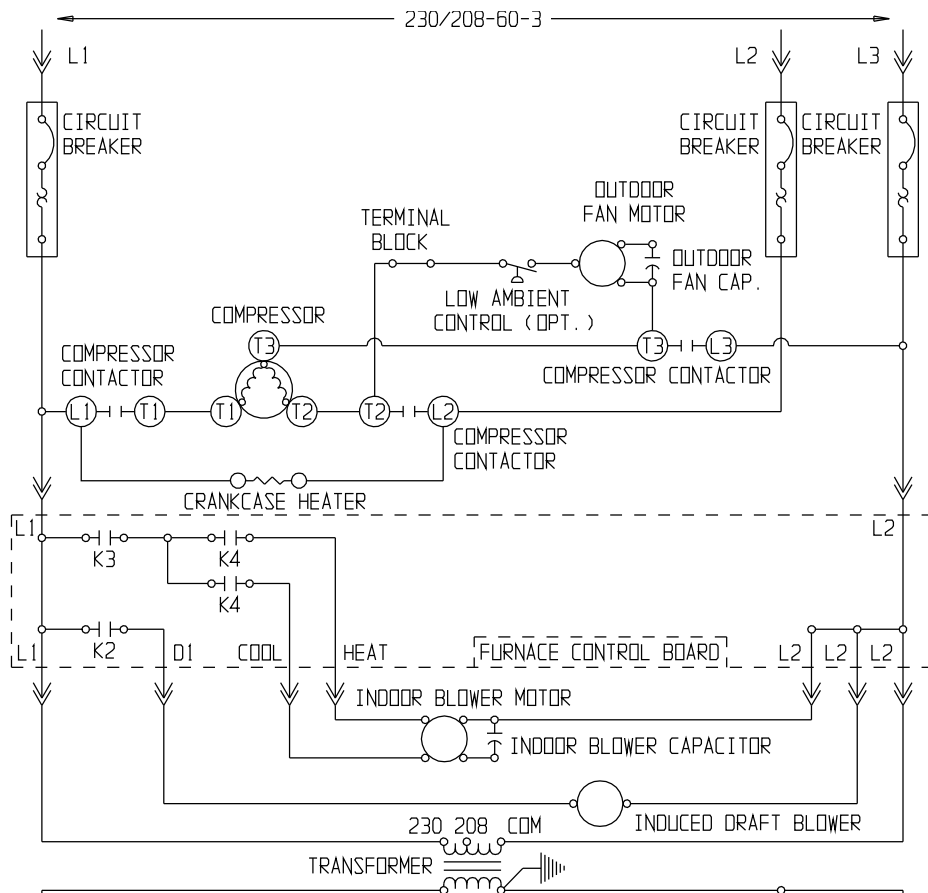 230/208-60-3
L1
L2
L3
CIRCUIT
BREAKER
CIRCUIT
BREAKER
CIRCUIT
BREAKER
OUTDOOR
FAN MOTOR
TERMINAL
BLOCK
OUTDOOR
FAN CAP.
LOW AMBIENT
CONTROL (OPT.)
COMPRESSOR
T3
T3
L3
COMPRESSOR
CONTACTOR
COMPRESSOR CONTACTOR
L1
T1
T1
T2
T2
L2
COMPRESSOR
CONTACTOR
CRANKCASE HEATER
L1
L2
K3
K4
K4
K2
L1
D1
COOL
HEAT
FURNACE CONTROL BOARD
L2
L2
L2
INDOOR BLOWER MOTOR
INDOOR BLOWER CAPACITOR
INDUCED DRAFT BLOWER
230 208 COM
TRANSFORMER